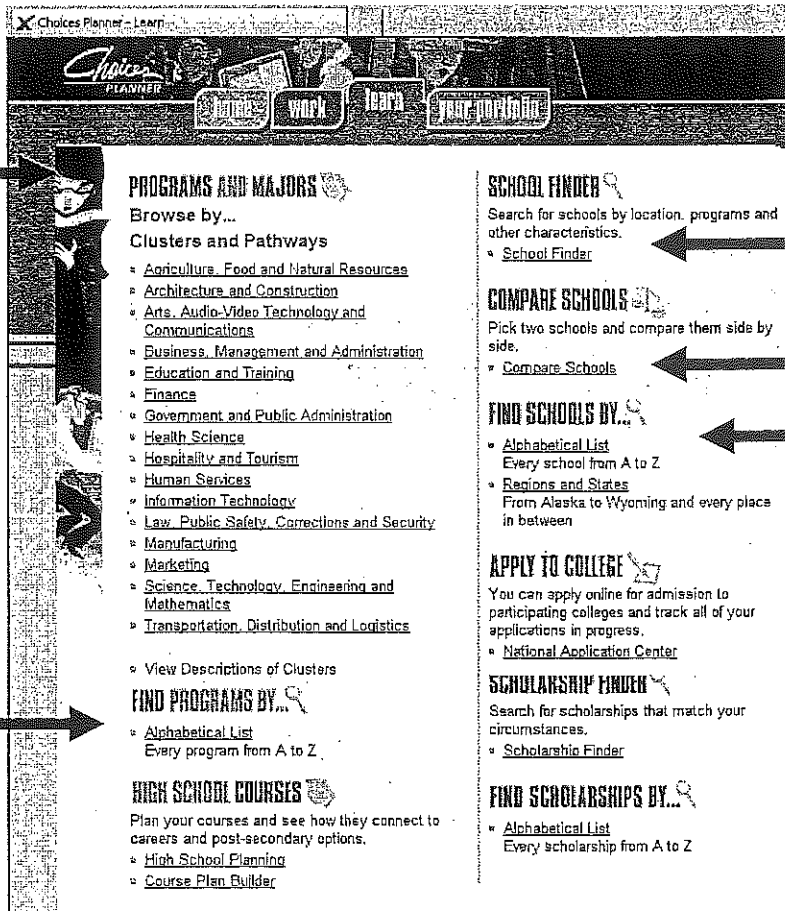 Choices Planner - Learn
Choices
PLANNER
home
work
learn
your portfolio
PROGRAMS AND MAJORS
Browse by...
Clusters and Pathways
Agriculture, Food and Natural Resources
Architecture and Construction
Arts, Audio-Video Technology and
Communications
Business, Management and Administration
Education and Training
Finance
Government and Public Administration
Health Science
Hospitality and Tourism
Human Services
Information Technology
Law, Public Safety, Corrections and Security
Manufacturing
Marketing
Science, Technology, Engineering and
Mathematics
Transportation, Distribution and Logistics
View Descriptions of Clusters
FIND PROGRAMS BY...
Alphabetical List
Every program from A to Z
HIGH SCHOOL COURSES
Plan your courses and see how they connect to
careers and post-secondary options.
High School Planning
Course Plan Builder
SCHOOL FINDER
Search for schools by location, programs and
other characteristics.
School Finder
COMPARE SCHOOLS
Pick two schools and compare them side by
side.
Compare Schools
FIND SCHOOLS BY...
Alphabetical List
Every school from A to Z
Regions and States
From Alaska to Wyoming and every place
in between
APPLY TO COLLEGE
You can apply online for admission to
participating colleges and track all of your
applications in progress.
National Application Center
SCHOLARSHIP FINDER
Search for scholarships that match your
circumstances.
Scholarship Finder
FIND SCHOLARSHIPS BY...
Alphabetical List
Every scholarship from A to Z